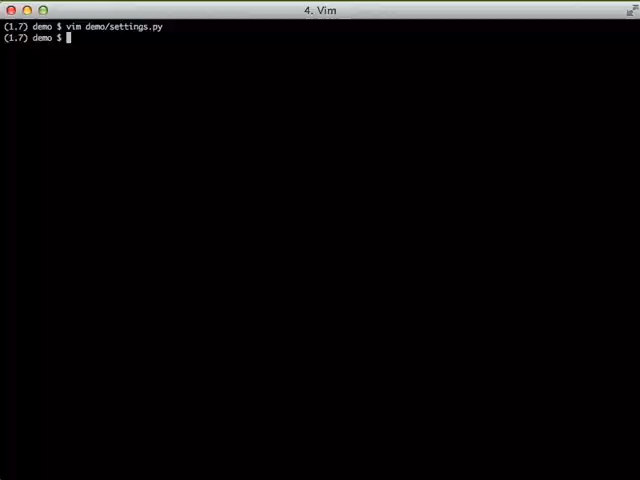 4. Vim
(1.7) demo $ vim demo/settings.py
(1.7) demo $